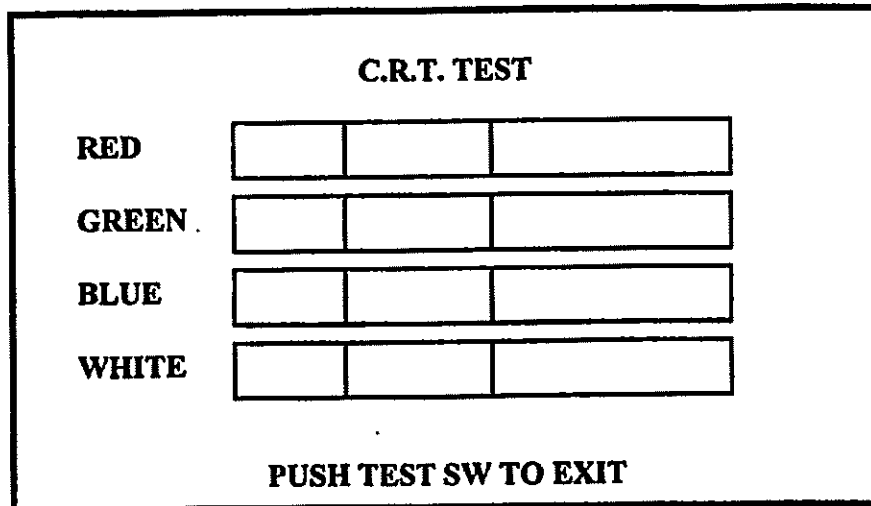 C.R.T. TEST
RED
GREEN
BLUE
WHITE
PUSH TEST SW TO EXIT